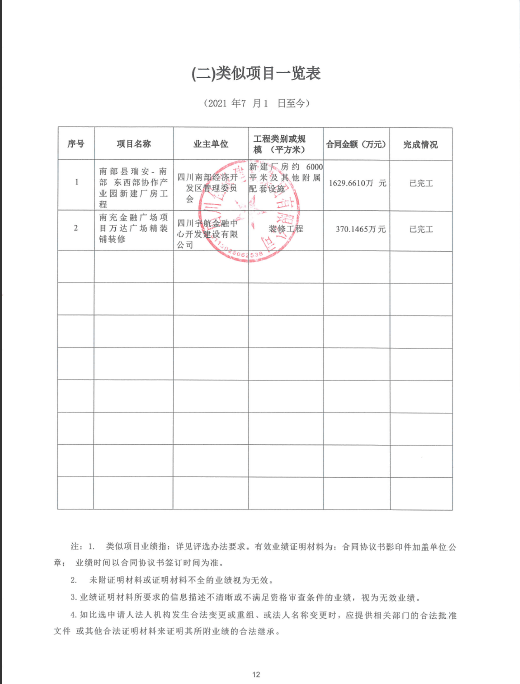 (二)类似项目一览表
（2021 年7 月1 日至今）
序号 项目名称 业主单位 工程类别或规模 （平方米） 合同金额（万元） 完成情况
1 南部县瑞安-南部 东西部协作产业园新建厂房工程 四川南部经济开发区管理委员会 新建厂房约 6000平米及其他附属配套设施 1629.6610万 元 已完工
2 南充金融广场项目万达广场精装铺装修 四川宇航金融中心开发建设有限公司 装修工程 370.1465万元 已完工
注：1. 类似项目业绩指：详见评选办法要求。有效业绩证明材料为：合同协议书影印件加盖单位公
章； 业绩时间以合同协议书签订时间为准。
2. 未附证明材料或证明材料不全的业绩视为无效。
3.业绩证明材料所要求的信息描述不清晰或不满足资格审查条件的业绩，视为无效业绩。
4.如比选申请人法人机构发生合法变更或重组、或法人名称变更时，应提供相关部门的合法批准
文件 或其他合法证明材料来证明其所附业绩的合法继承。
12